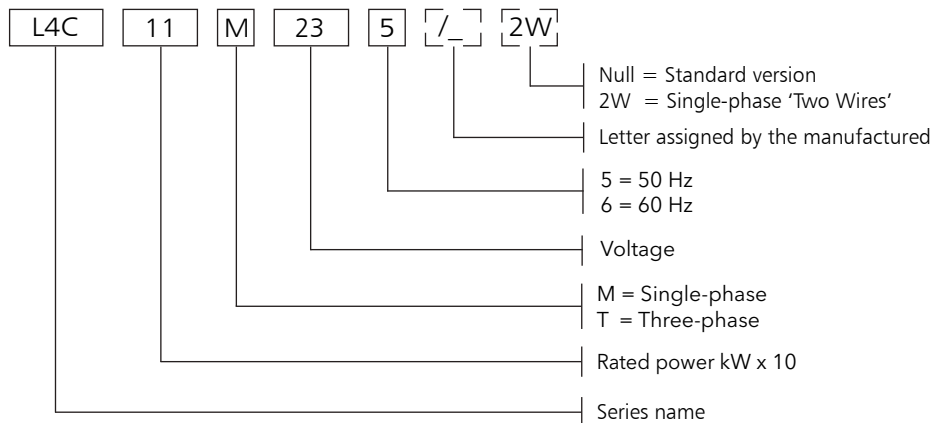 L4C 11 M 23 5 /_ 2W
Null = Standard version
2W = Single-phase ‘Two Wires’
Letter assigned by the manufactured
5 = 50 Hz
6 = 60 Hz
Voltage
M = Single-phase
T = Three-phase
Rated power kW x 10
Series name